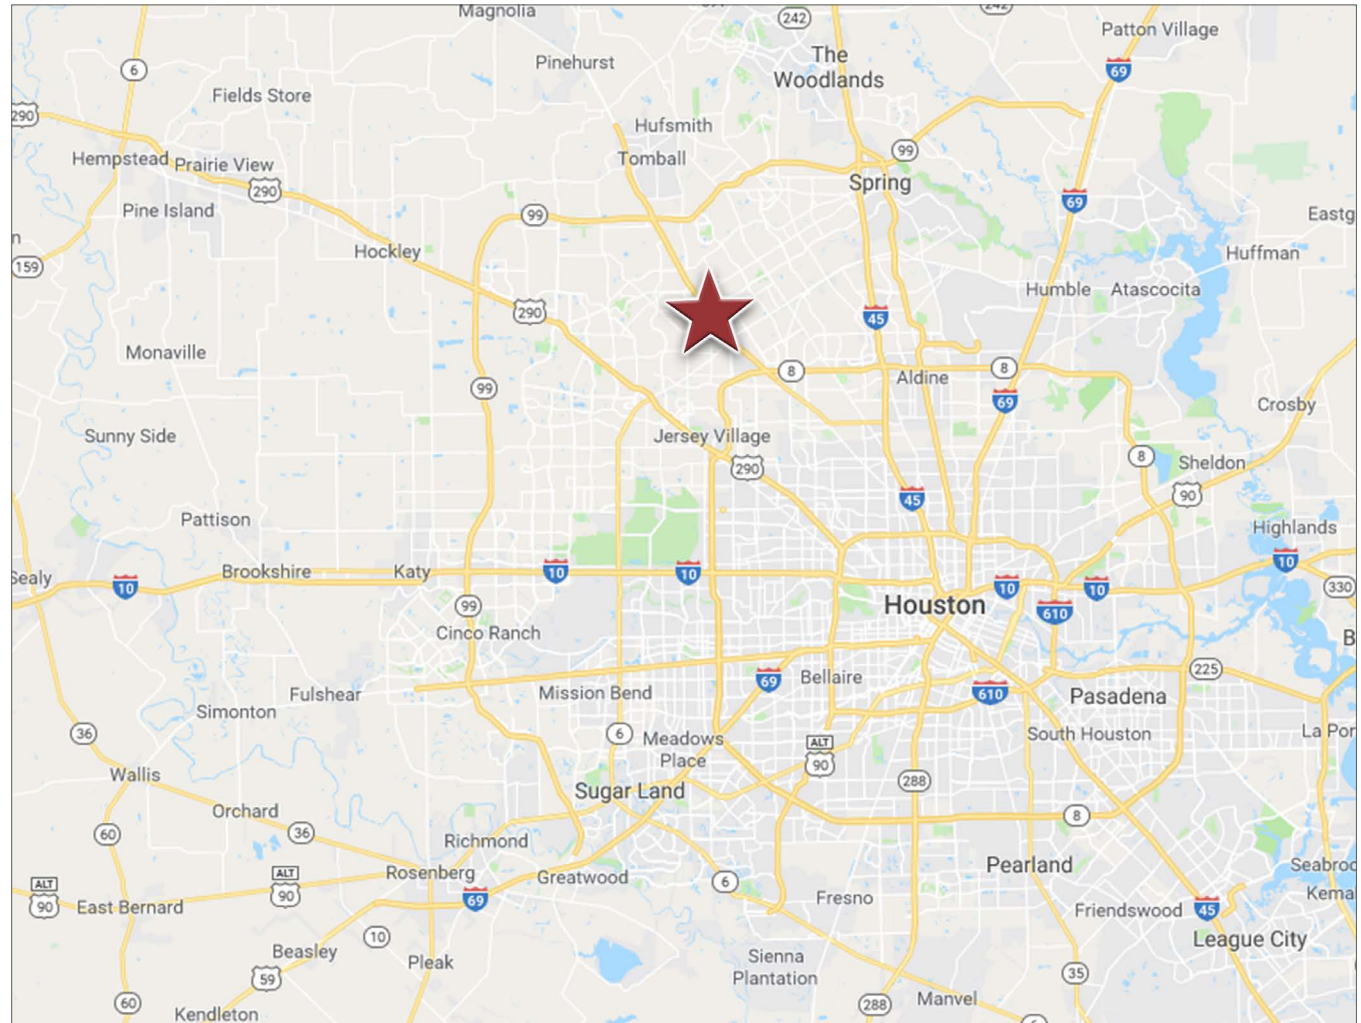 Magnolia
242
Patton Village
The
Woodlands
Pinehurst
6
69
Fields Store
290
Hufsmith
99
Hempstead
Prairie View
Tomball
290
Spring
69
Pine Island
99
Eastg
n
Hockley
Huffman
159
Humble
Atascocita
290
45
Monaville
8
8
99
Aldine
69
Crosby
Sunny Side
Jersey Village
8
290
Sheldon
45
90
Pattison
Highlands
Sealy
10
Brookshire
Katy
10
10
10
10
10
330
99
Houston
610
Cinco Ranch
B
225
69
Bellaire
Fulshear
Mission Bend
610
Pasadena
Simonton
36
6
Meadows
Place
South Houston
La Por
ALT
90
Wallis
288
Sugar Land
Orchard
60
36
8
Richmond
Pearland
Rosenberg
Greatwood
Seabroo
ALT
90
ALT
90
6
East Bernard
69
Fresno
Friendswood
45
Kema
10
League City
Beasley
Pleak
Sienna
Plantation
59
35
60
288
Manvel
Kendleton